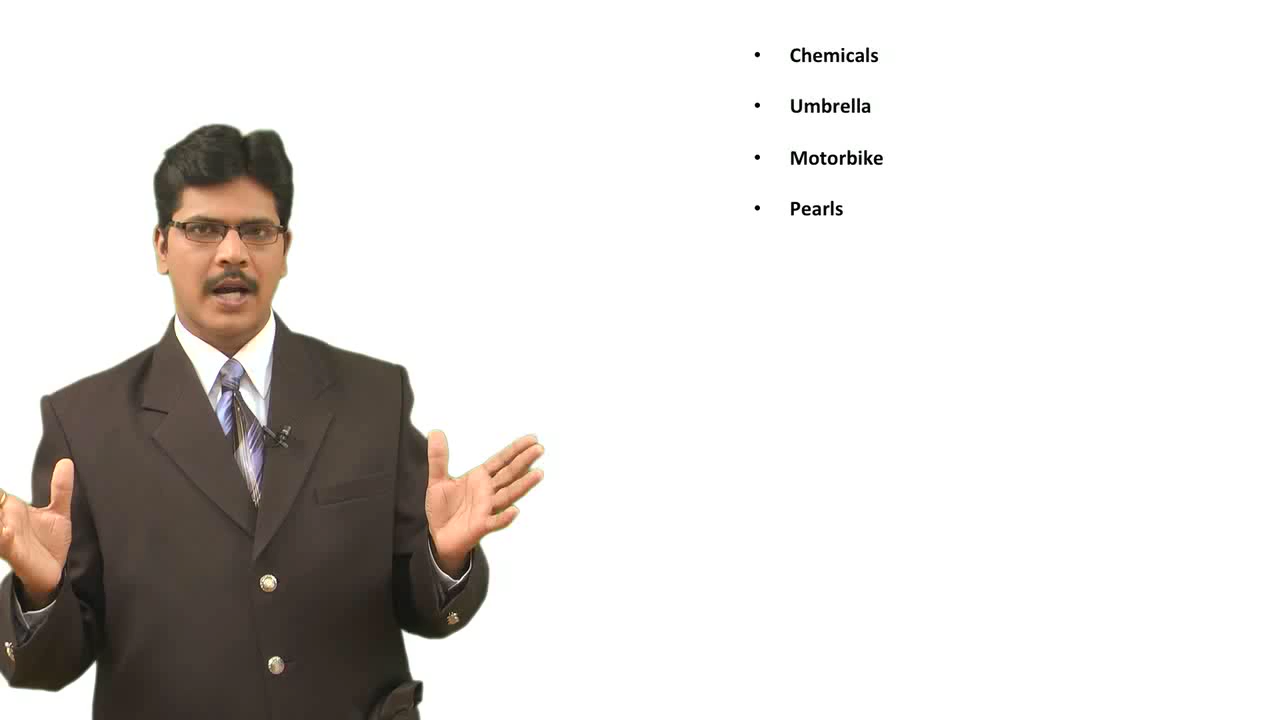 • Chemicals
• Umbrella
• Motorbike
• Pearls